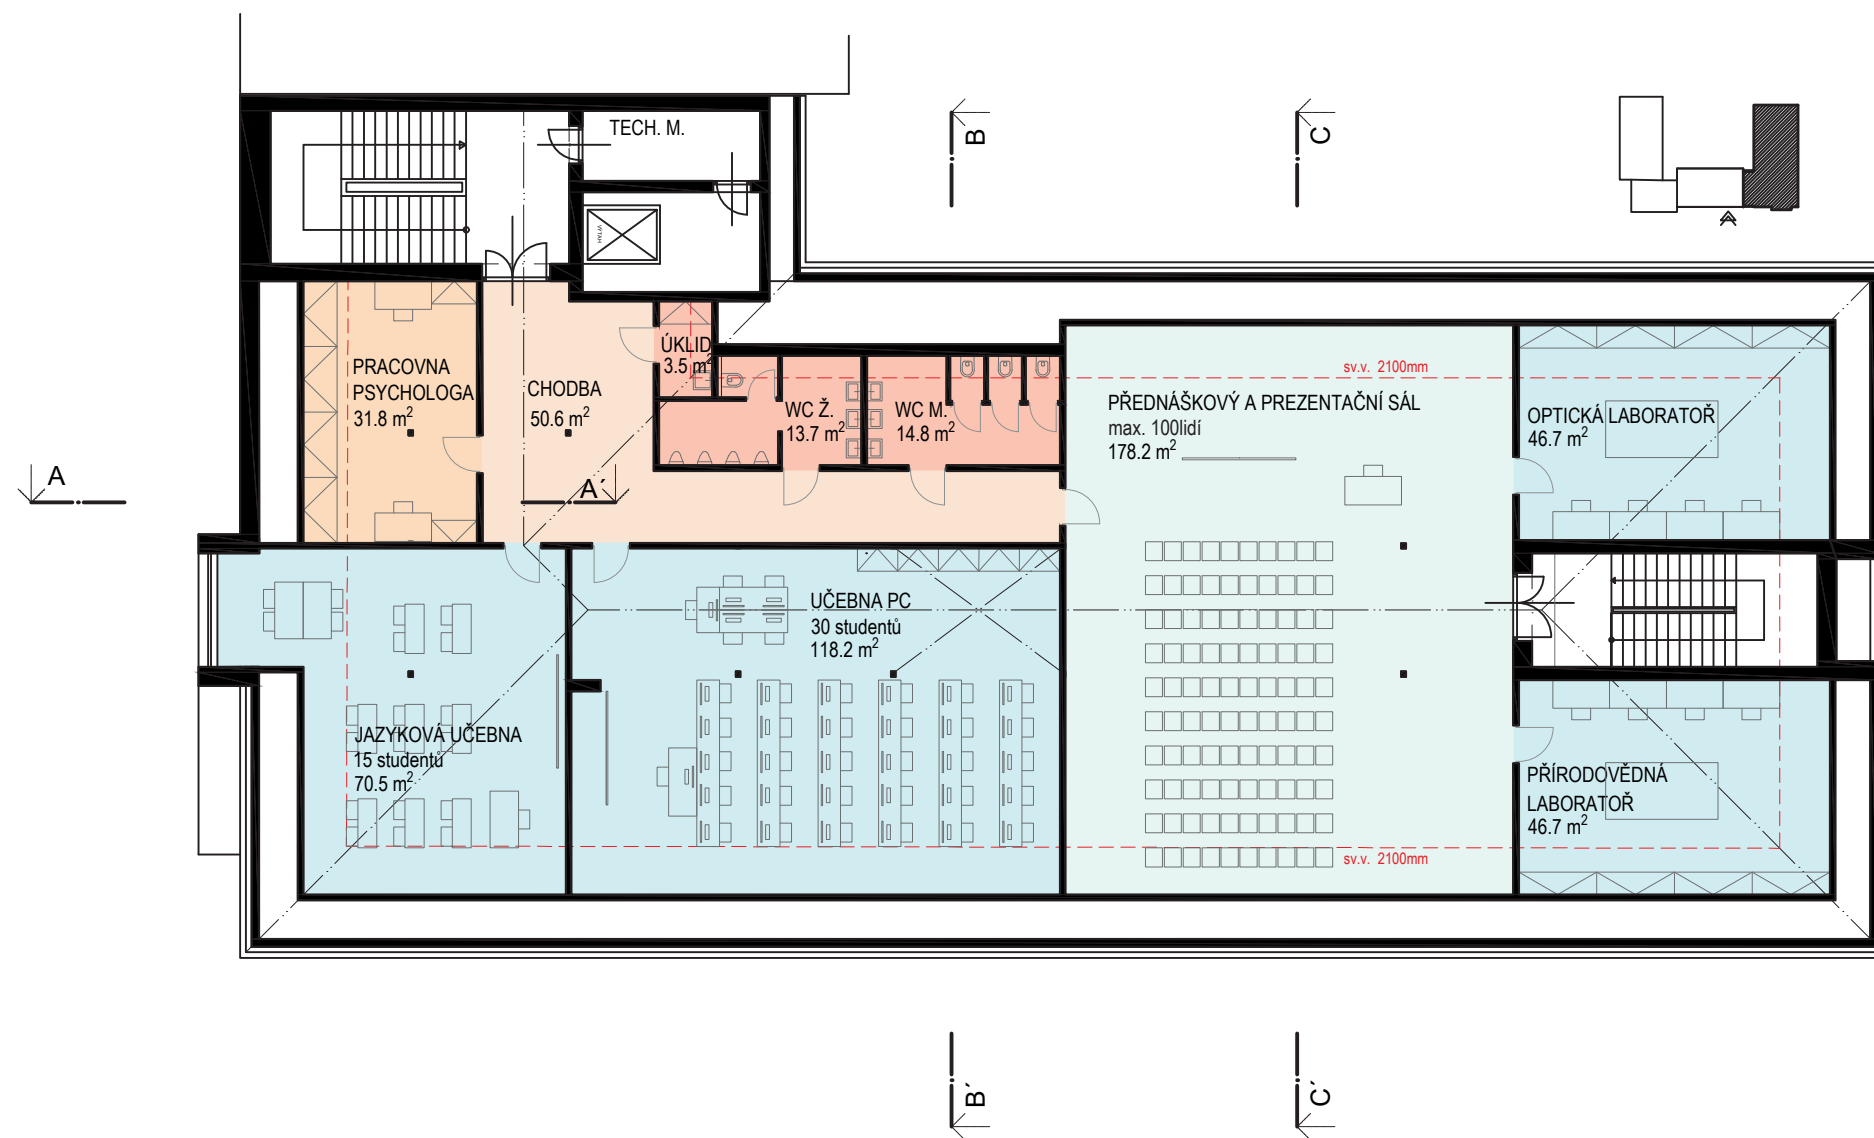 TECH. M.
B
C
VÝTAH
PRACOVNA
PSYCHOLOGA
31.8 m²
CHODBA
50.6 m²
ÚKLID
3.5 m²
WC Ž.
13.7 m²
WC M.
14.8 m²
sv.v. 2100mm
PŘEDNÁŠKOVÝ A PREZENTAČNÍ SÁL
max. 100lidí
178.2 m²
OPTICKÁ LABORATOŘ
46.7 m²
A
A´
UČEBNA PC
30 studentů
118.2 m²
JAZYKOVÁ UČEBNA
15 studentů
70.5 m²
PŘÍRODOVĚDNÁ
LABORATOŘ
46.7 m²
sv.v. 2100mm
B´
C´